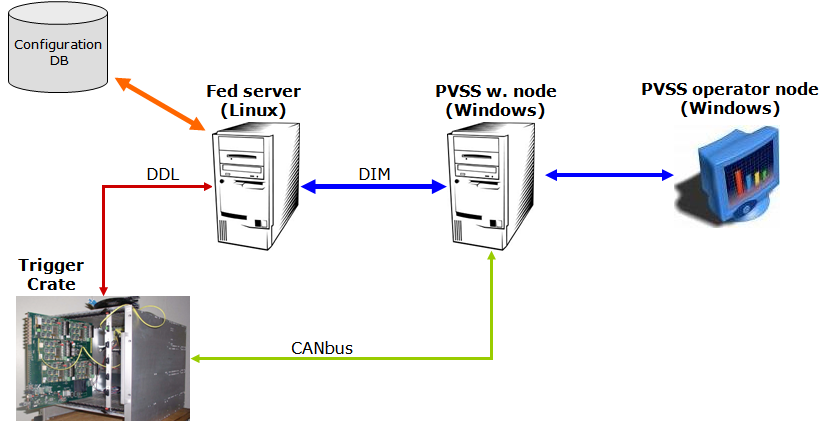 Configuration
DB
Fed server
(Linux)
PVSS w. node
(Windows)
PVSS operator node
(Windows)
DDL
DIM
Trigger
Crate
CANbus